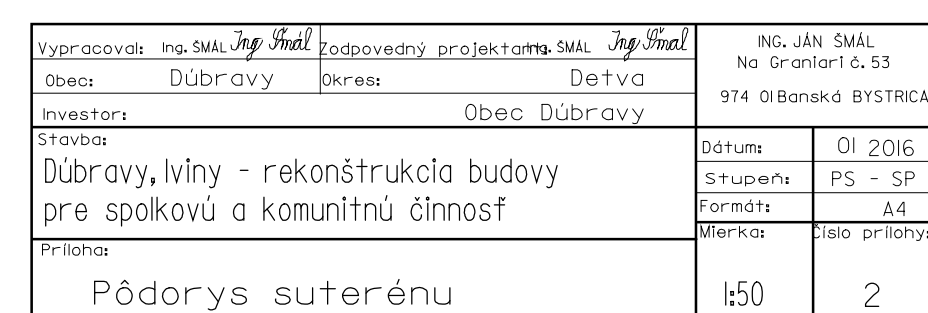 Vypracoval: Ing. ŠMÁL Ing Šmál Zodpovedný projektant: Ing. ŠMÁL Ing Šmál
ING. JÁN ŠMÁL
Na Graniari č. 53
974 01 Banská BYSTRICA
Obec: Dúbravy Okres: Detva
Investor: Obec Dúbravy
Stavba:
Dúbravy, Iviny - rekonštrukcia budovy
pre spolkovú a komunitnú činnosť
Dátum: 01 2016
Stupeň: PS - SP
Formát: A4
Mierka: Číslo prílohy:
1:50 2
Príloha:
Pôdorys suterénu